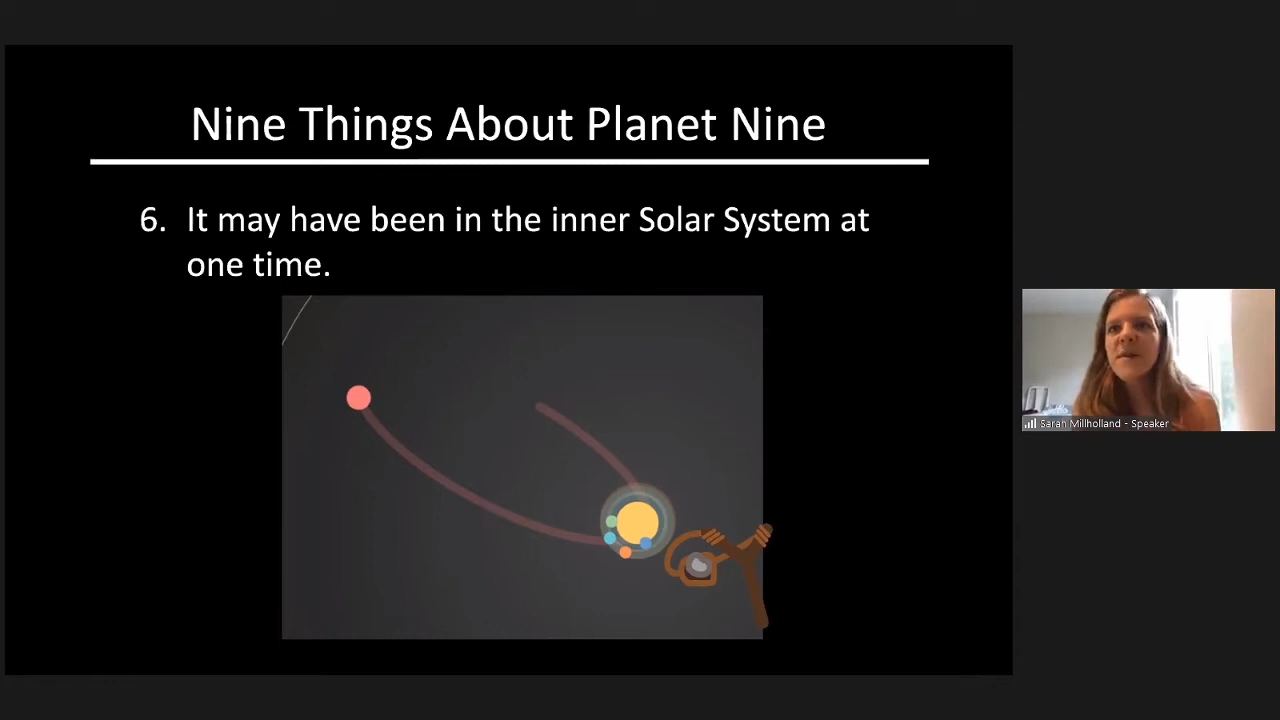 Nine Things About Planet Nine
6. It may have been in the inner Solar System at
one time.
Sarah Millholland - Speaker